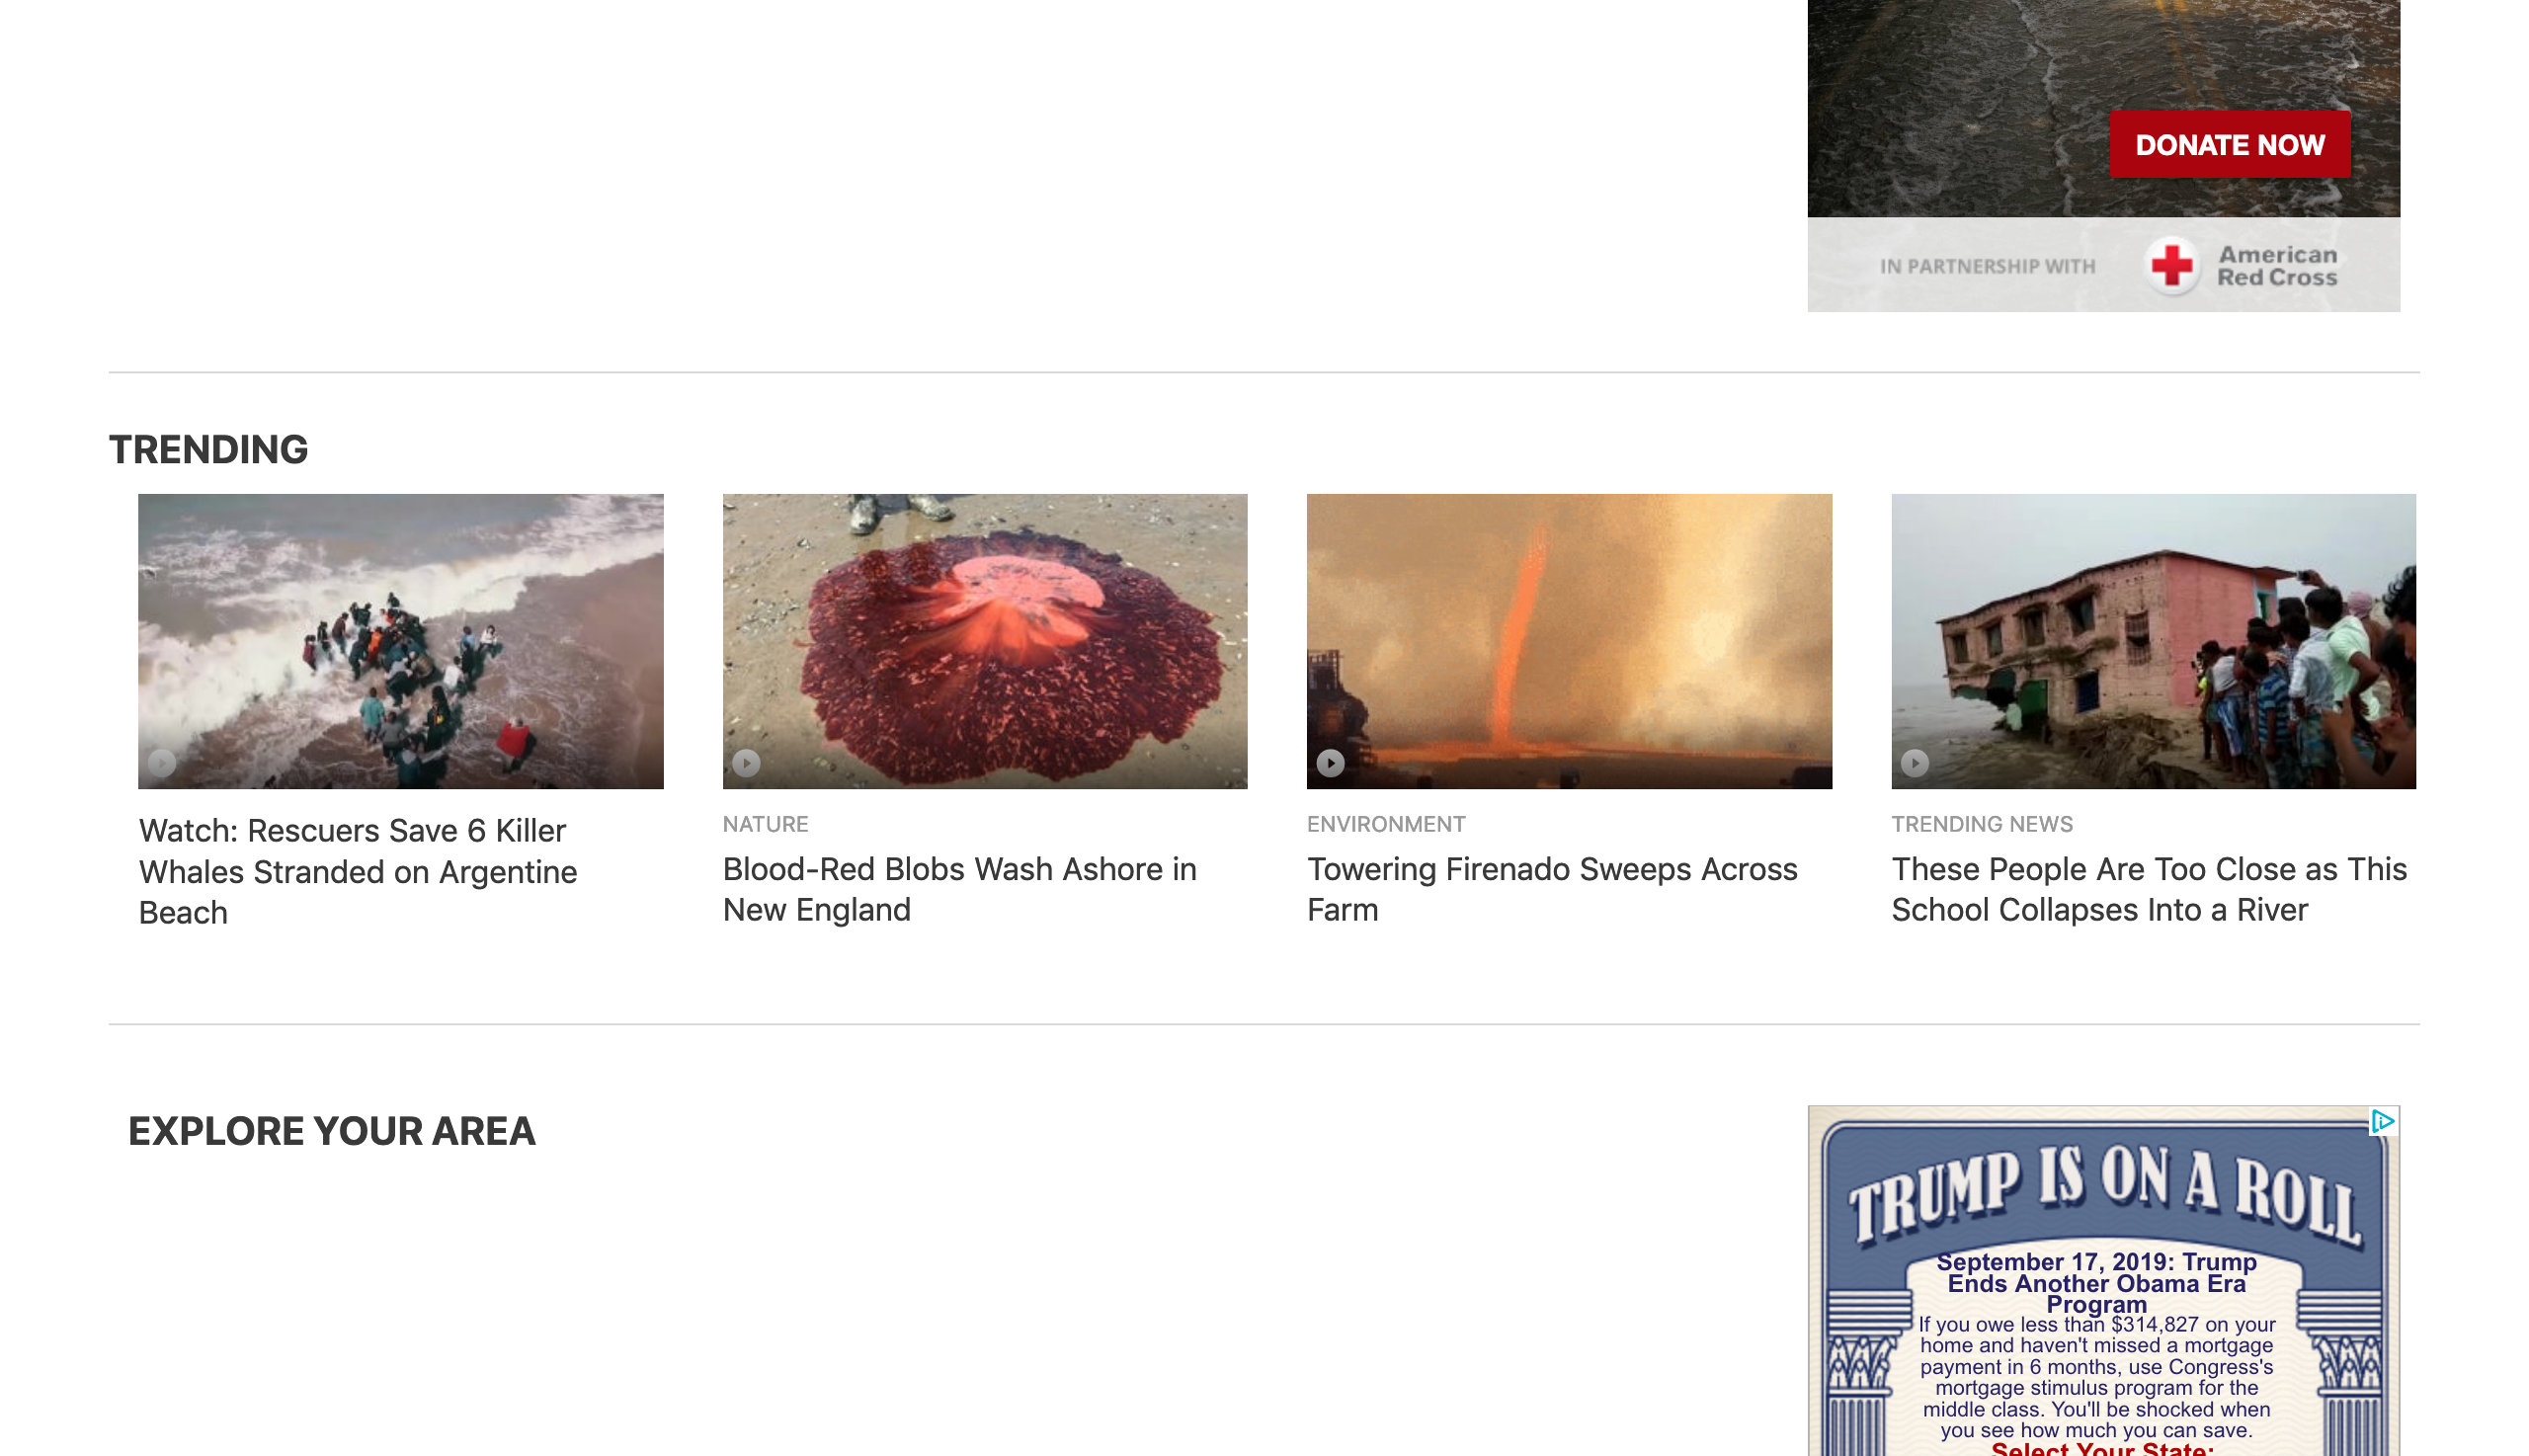 DONATE NOW
IN PARTNERSHIP WITH
American
Red Cross
TRENDING
Watch: Rescuers Save 6 Killer
Whales Stranded on Argentine
Beach
NATURE
Blood-Red Blobs Wash Ashore in
New England
ENVIRONMENT
Towering Firenado Sweeps Across
Farm
TRENDING NEWS
These People Are Too Close as This
School Collapses Into a River
EXPLORE YOUR AREA
TRUMP IS ON A ROLL
September 17, 2019: Trump
Ends Another Obama Era
Program
If you owe less than $314,827 on your
home and haven't missed a mortgage
payment in 6 months, use Congress's
mortgage stimulus program for the
middle class. You'll be shocked when
you see how much you can save.
Select Your State: